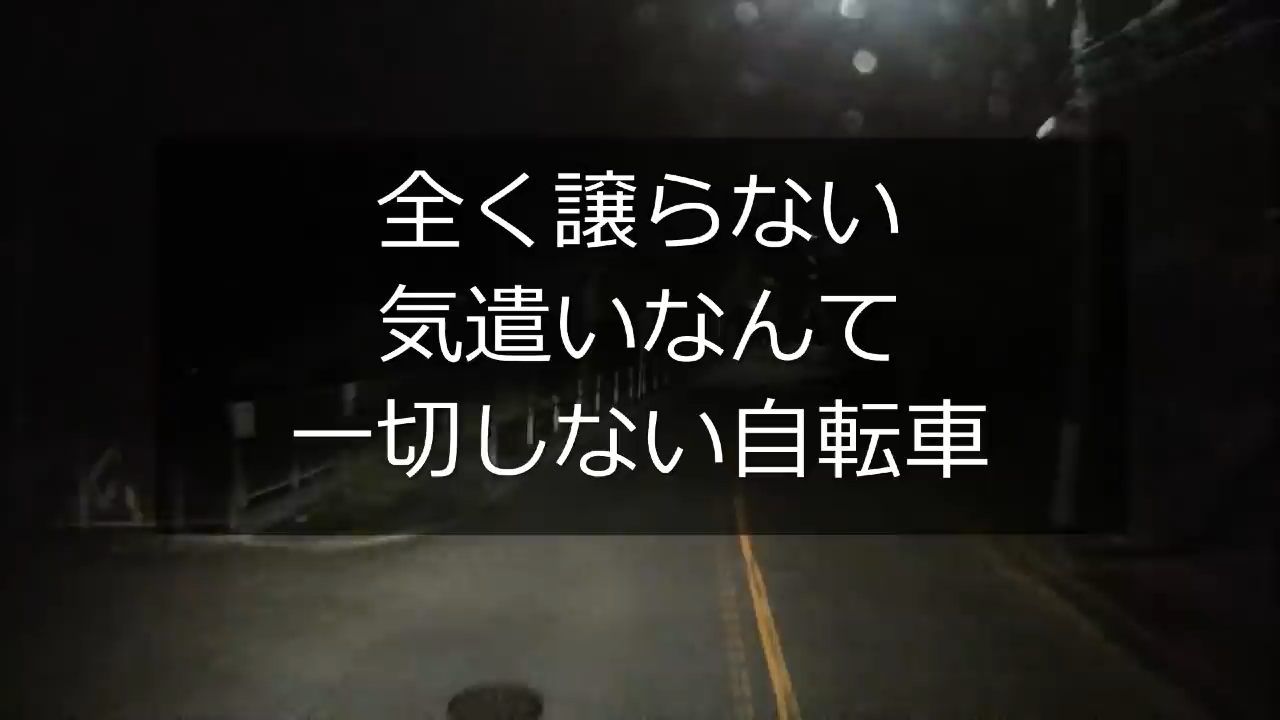 全く譲らない
気遣いなんて
一切しない自転車